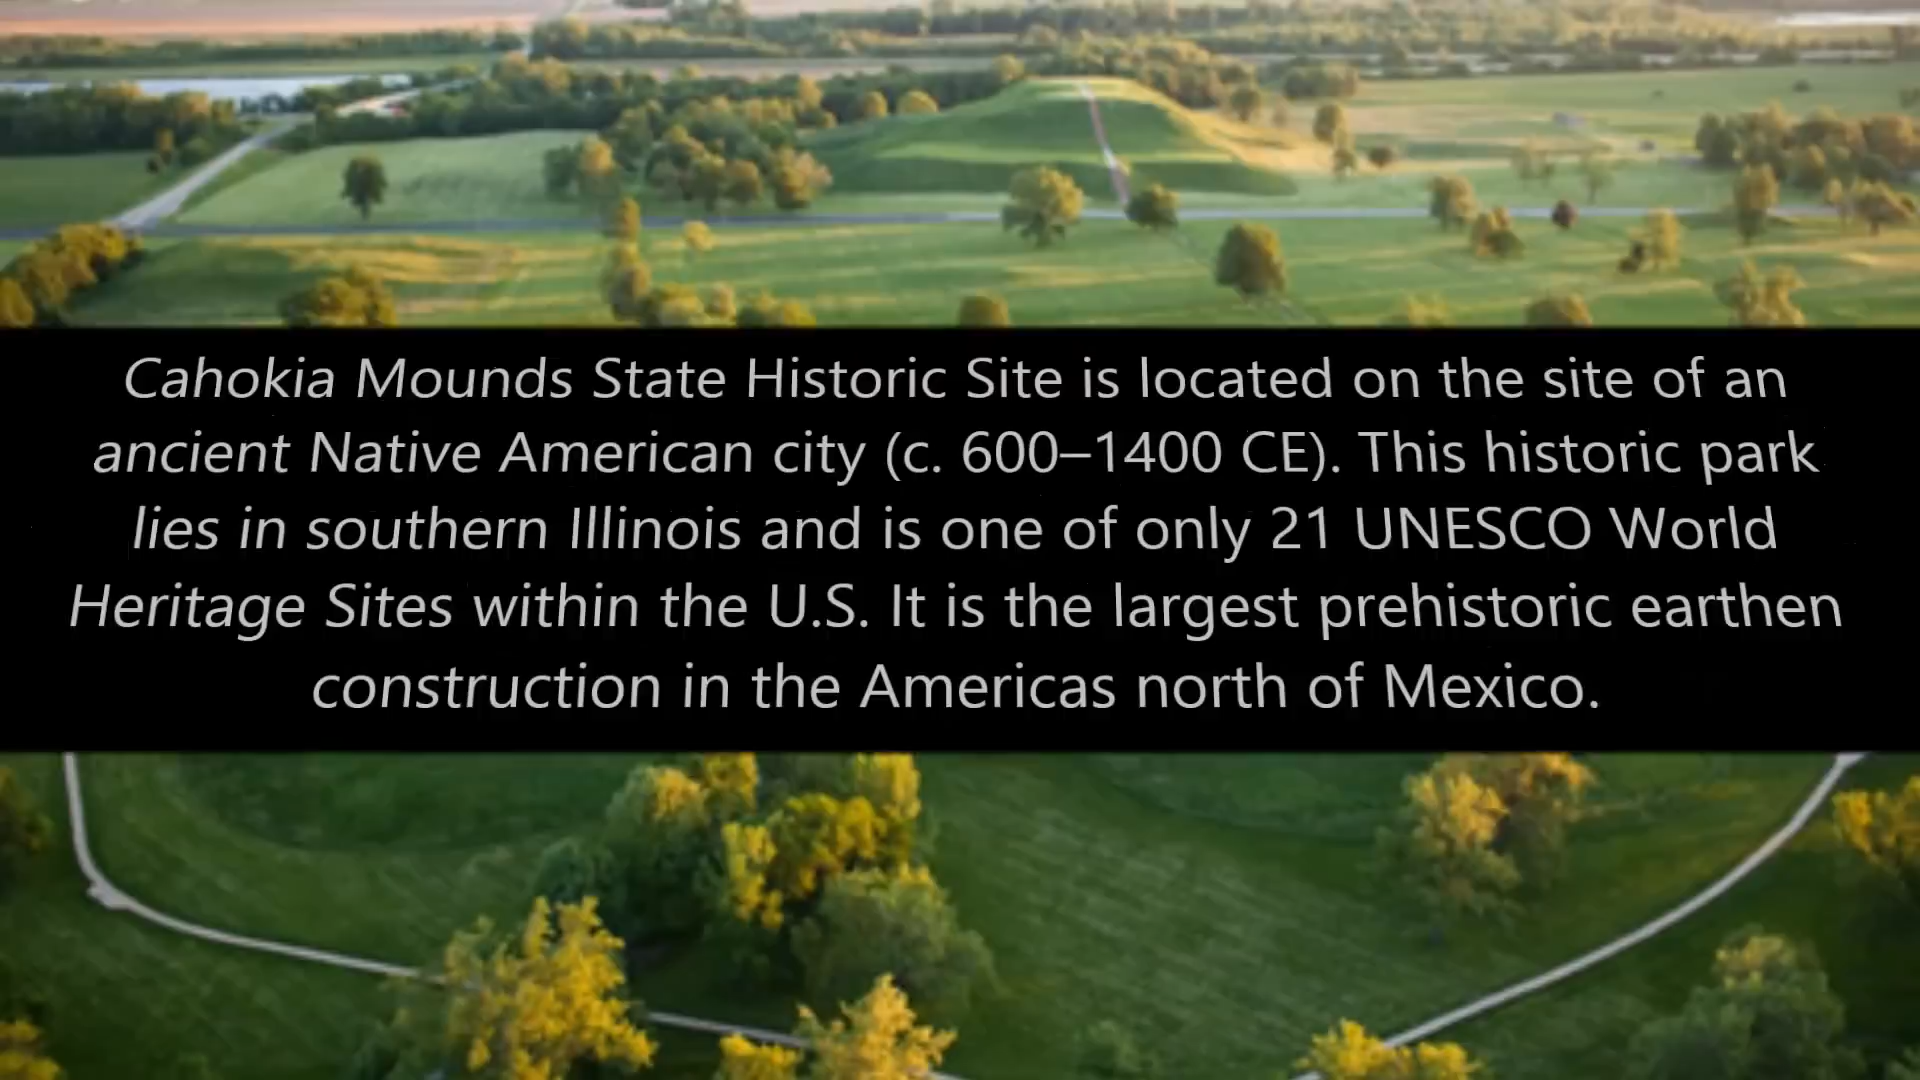 Cahokia Mounds State Historic Site is located on the site of an
ancient Native American city (c. 600–1400 CE). This historic park
lies in southern Illinois and is one of only 21 UNESCO World
Heritage Sites within the U.S. It is the largest prehistoric earthen
construction in the Americas north of Mexico.